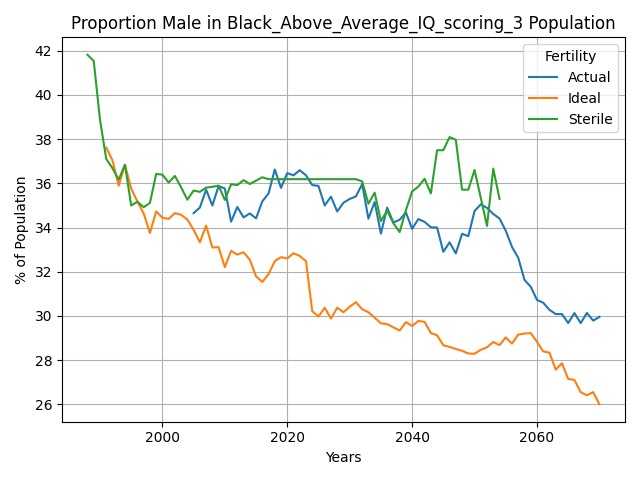 Proportion Male in Black_Above_Average_IQ_scoring_3 Population
Fertility
Actual
Ideal
Sterile
% of Population
42
40
38
36
34
32
30
28
26
2000
2020
2040
2060
Years